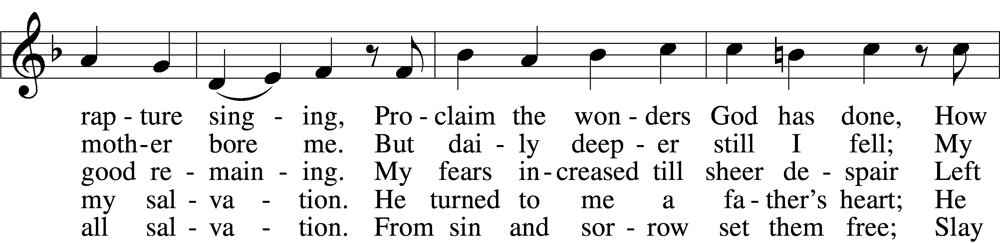 rap - ture sing - ing, Pro - claim the won - ders God has done, How
moth - er bore me. But dai - ly deep - er still I fell; My
good re - main - ing. My fears in - creased till sheer de - spair Left
my sal - va - tion. He turned to me a fa - ther's heart; He
all sal - va - tion. From sin and sor - row set them free; Slay